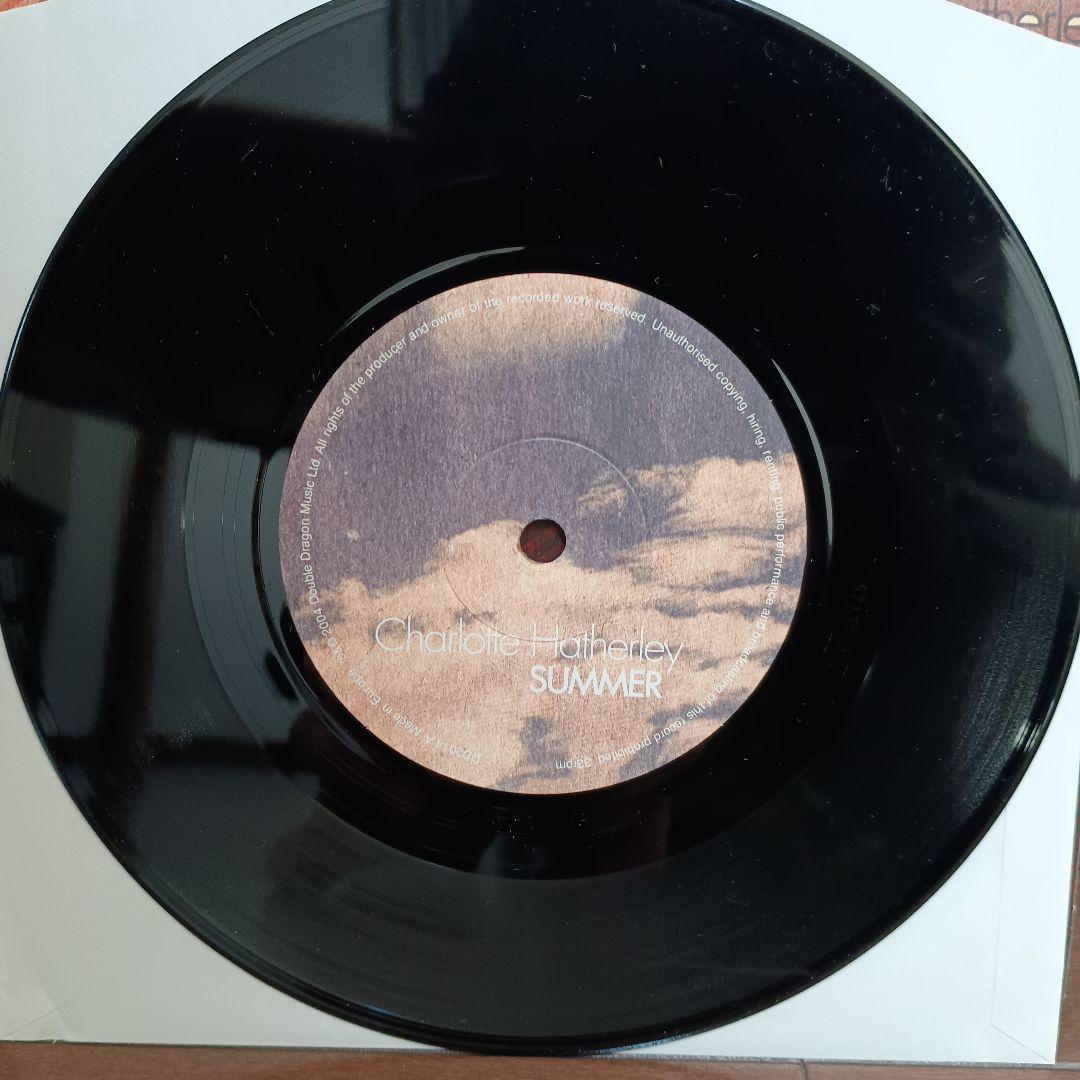 therle
℗&© 2004 Double Dragon Music Ltd. All rights of the producer and owner of the recorded work reserved. Unauthorised copying, hiring, renting, public performance and broadcasting of this record prohibited. 33rpm
Charlotte Hatherley
SUMMER
Made in Europe